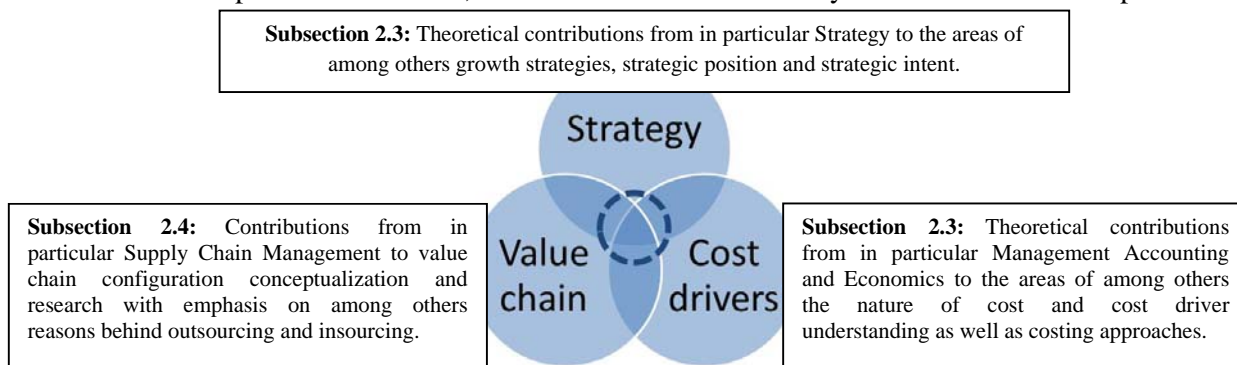 Subsection 2.3: Theoretical contributions from in particular Strategy to the areas of
among others growth strategies, strategic position and strategic intent.
Strategy
Subsection 2.4: Contributions from in
particular Supply Chain Management to value
chain configuration conceptualization and
research with emphasis on among others
reasons behind outsourcing and insourcing.
Value
chain
Cost
drivers
Subsection 2.3: Theoretical contributions
from in particular Management Accounting
and Economics to the areas of among others
the nature of cost and cost driver
understanding as well as costing approaches.